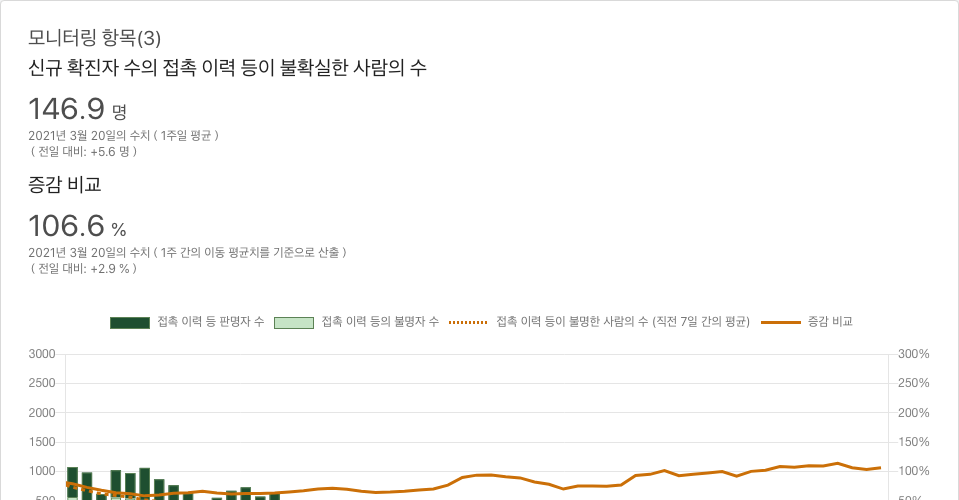 모니터링 항목(3)
신규 확진자 수의 접촉 이력 등이 불확실한 사람의 수
146.9 명
2021년 3월 20일의 수치 ( 1주일 평균 )
( 전일 대비: +5.6 명 )
증감 비교
106.6 %
2021년 3월 20일의 수치 ( 1주 간의 이동 평균치를 기준으로 산출 )
( 전일 대비: +2.9 % )
접촉 이력 등 판명자 수 접촉 이력 등의 불명자 수 접촉 이력 등이 불명한 사람의 수 (직전 7일 간의 평균) 증감 비교
3000 300%
2500 250%
2000 200%
1500 150%
1000 100%
500 50%